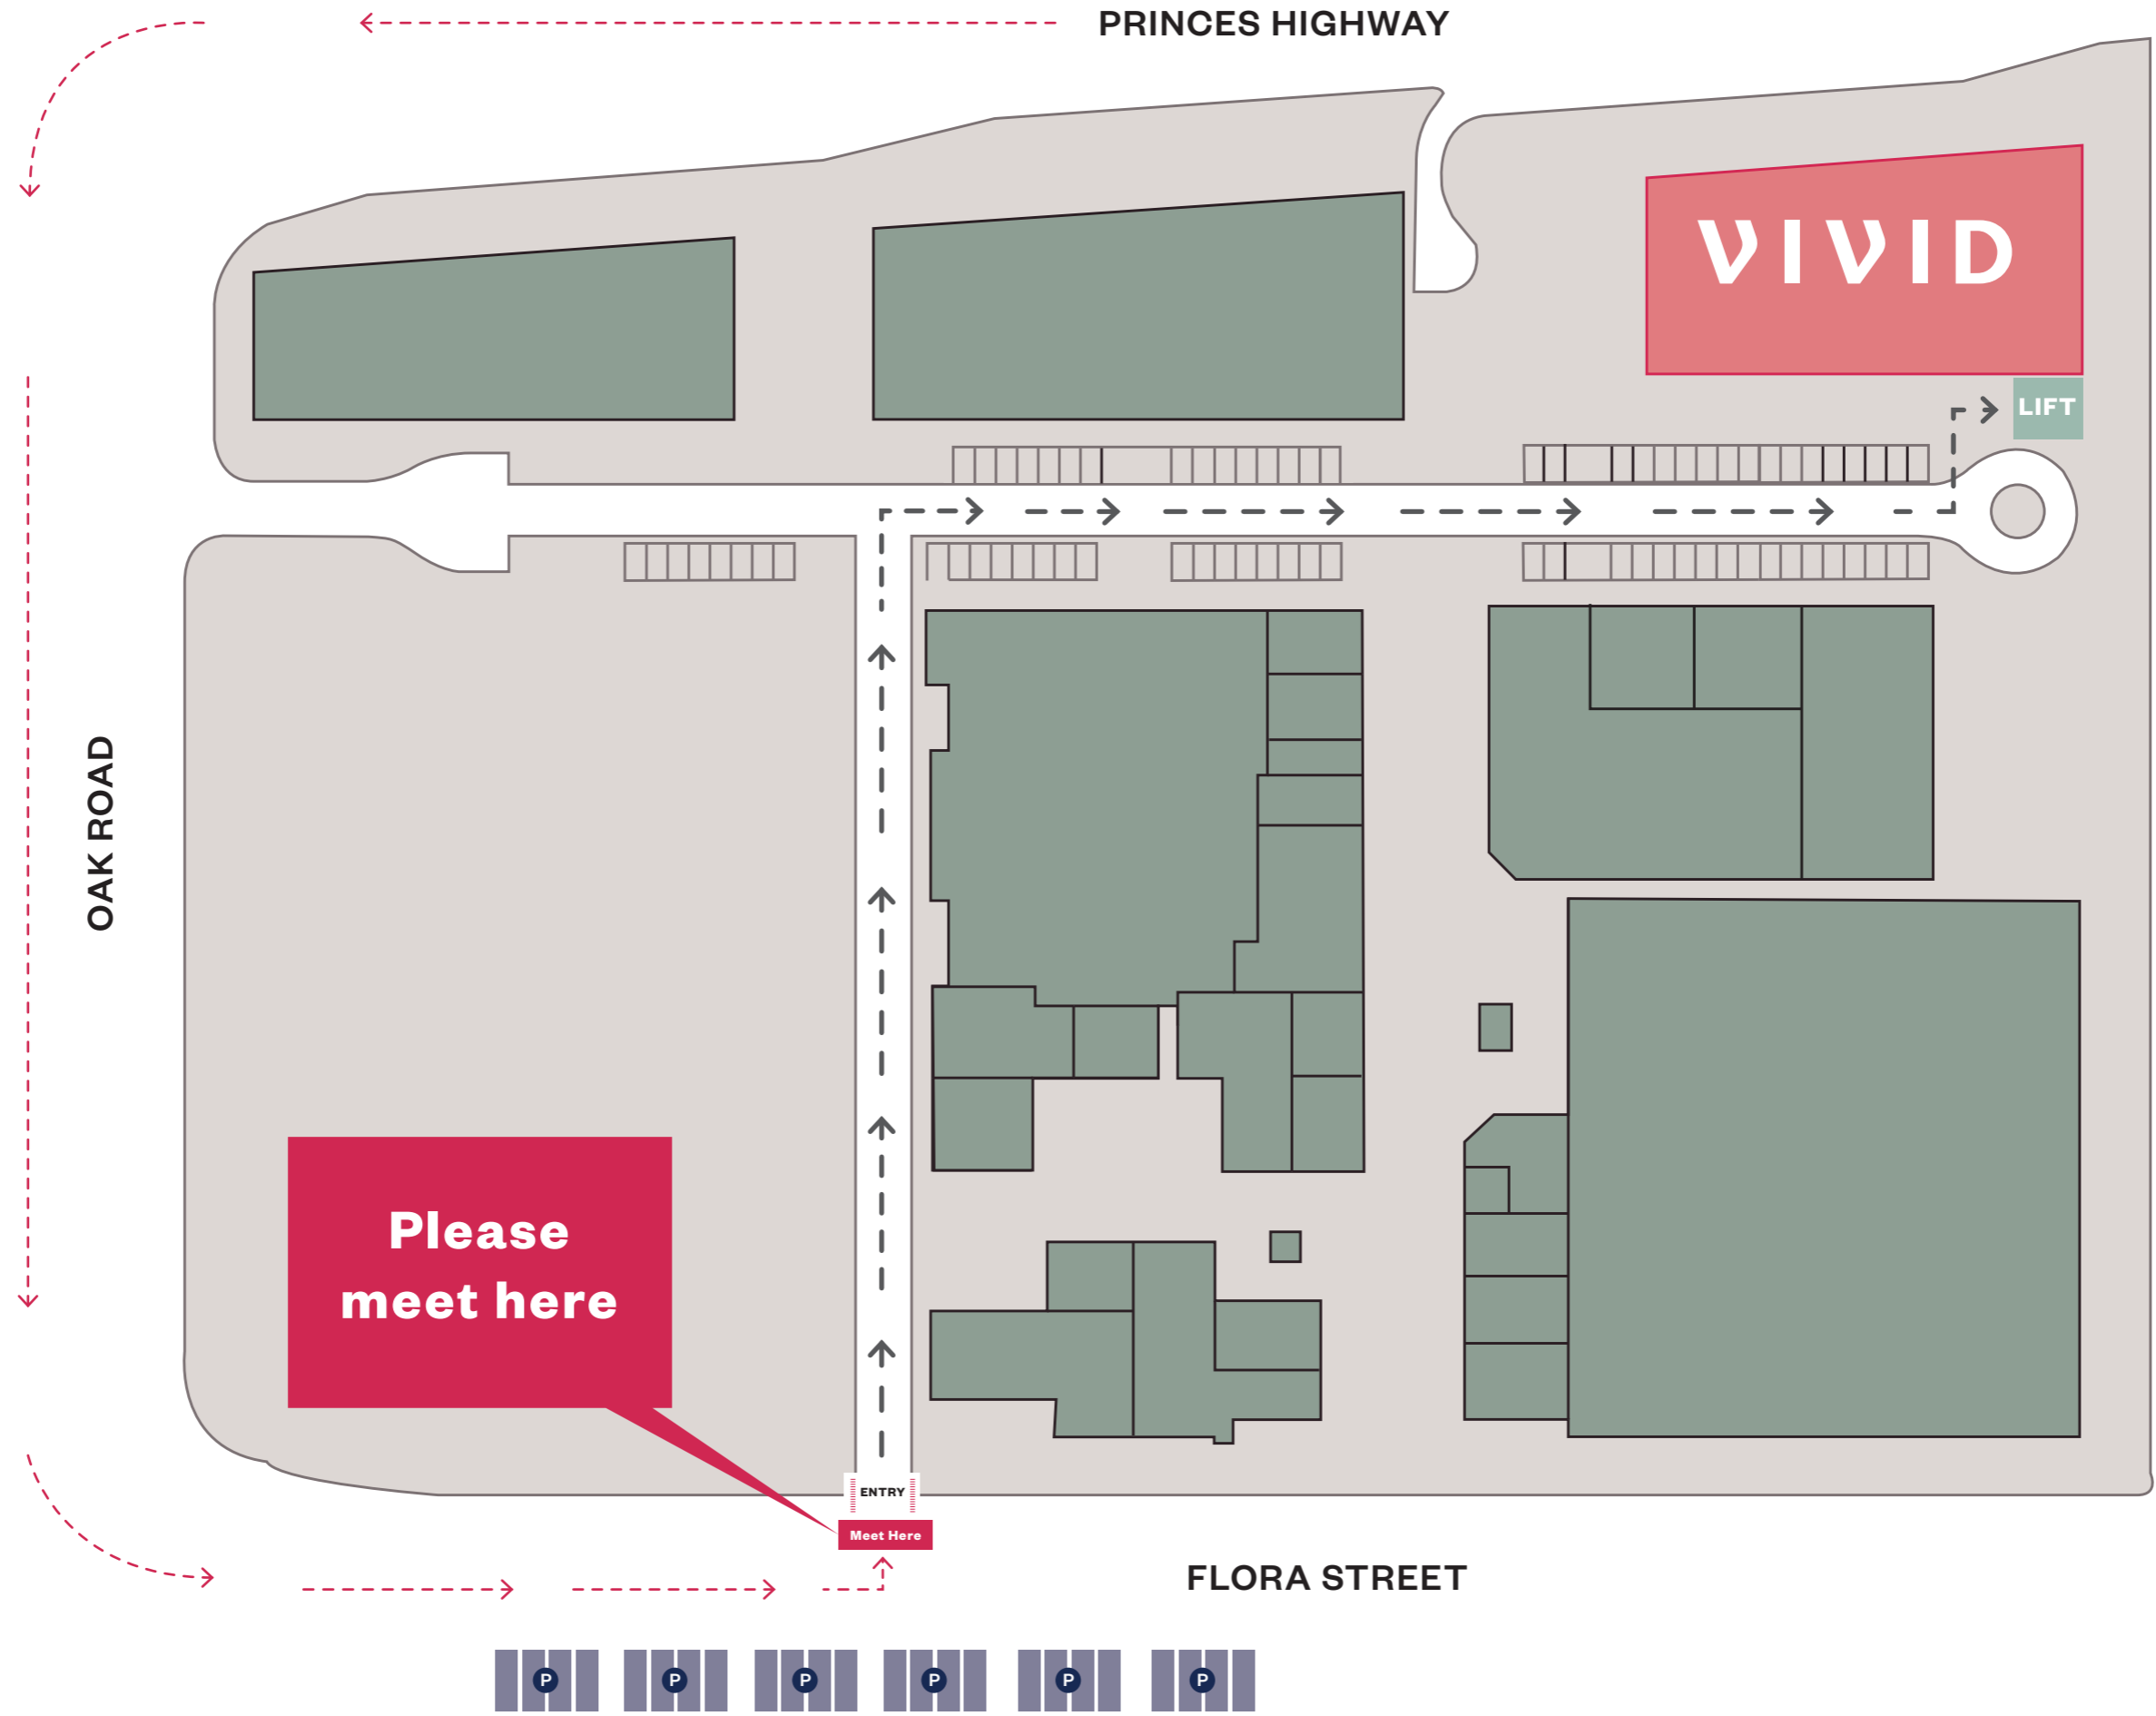 PRINCES HIGHWAY
VIVID
LIFT
OAK ROAD
Please
meet here
ENTRY
Meet Here
FLORA STREET
P P P P P P